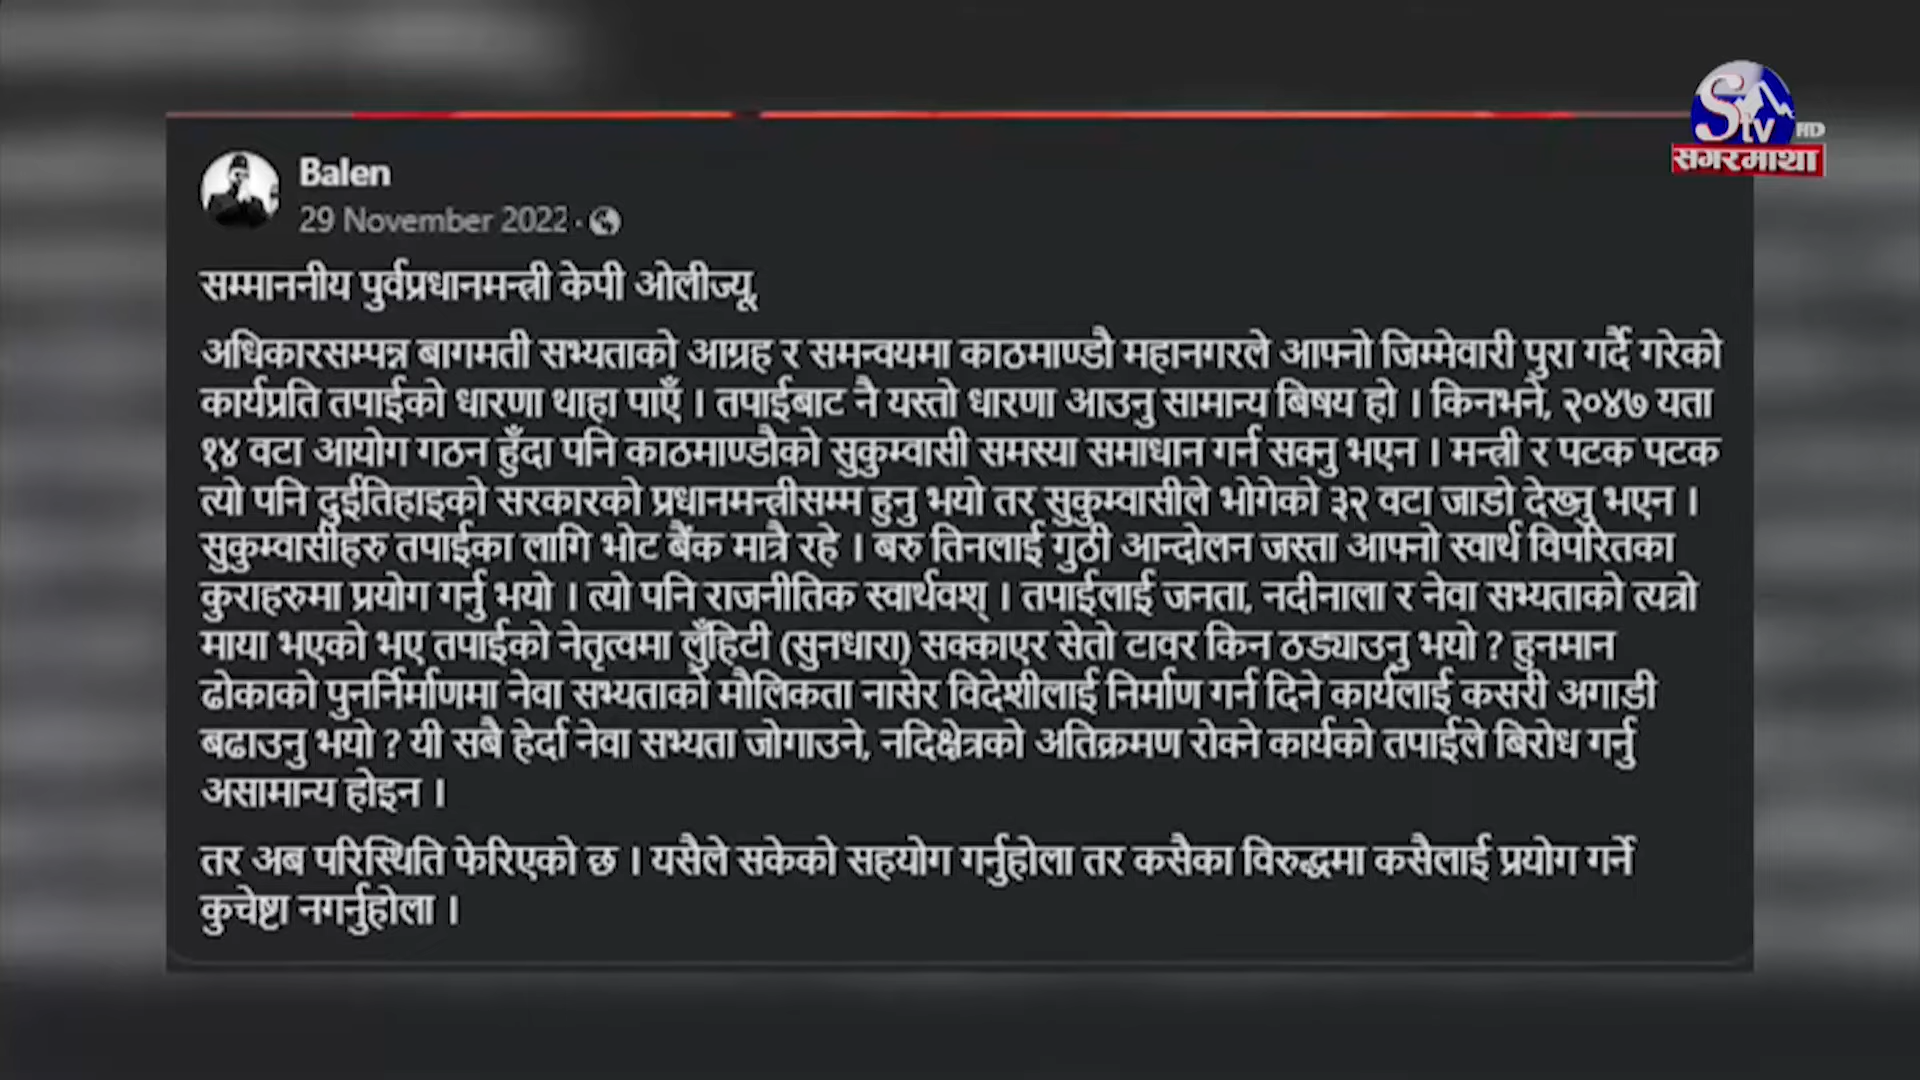 Stv HD
सगरमाथा
Balen
29 November 2022 ·
सम्माननीय पुर्वप्रधानमन्त्री केपी ओलीज्यू,
अधिकारसम्पन्न बागमती सभ्यताको आग्रह र समन्वयमा काठमाण्डौ महानगरले आफ्नो जिम्मेवारी पुरा गर्दै गरेको
कार्यप्रति तपाईको धारणा थाहा पाएँ । तपाईबाट नै यस्तो धारणा आउनु सामान्य बिषय हो । किनभने, २०४७ यता
१४ वटा आयोग गठन हुँदा पनि काठमाण्डौको सुकुम्वासी समस्या समाधान गर्न सक्नु भएन । मन्त्री र पटक पटक
त्यो पनि दुईतिहाइको सरकारको प्रधानमन्त्रीसम्म हुनु भयो तर सुकुम्वासीले भोगेको ३२ वटा जाडो देख्नु भएन ।
सुकुम्वासीहरु तपाईका लागि भोट बैंक मात्रै रहे । बरु तिनलाई गुठी आन्दोलन जस्ता आफ्नो स्वार्थ विपरितका
कुराहरुमा प्रयोग गर्नु भयो । त्यो पनि राजनीतिक स्वार्थवश् । तपाईलाई जनता, नदीनाला र नेवा सभ्यताको त्यत्रो
माया भएको भए तपाईको नेतृत्वमा लुँहिटी (सुनधारा) सक्काएर सेतो टावर किन ठड्याउनु भयो ? हुनमान
ढोकाको पुनर्निर्माणमा नेवा सभ्यताको मौलिकता नासेर विदेशीलाई निर्माण गर्न दिने कार्यलाई कसरी अगाडी
बढाउनु भयो ? यी सबै हेर्दा नेवा सभ्यता जोगाउने, नदिक्षेत्रको अतिक्रमण रोक्ने कार्यको तपाईले बिरोध गर्नु
असामान्य होइन ।
तर अब परिस्थिति फेरिएको छ । यसैले सकेको सहयोग गर्नुहोला तर कसैका विरुद्धमा कसैलाई प्रयोग गर्ने
कुचेष्टा नगर्नुहोला ।